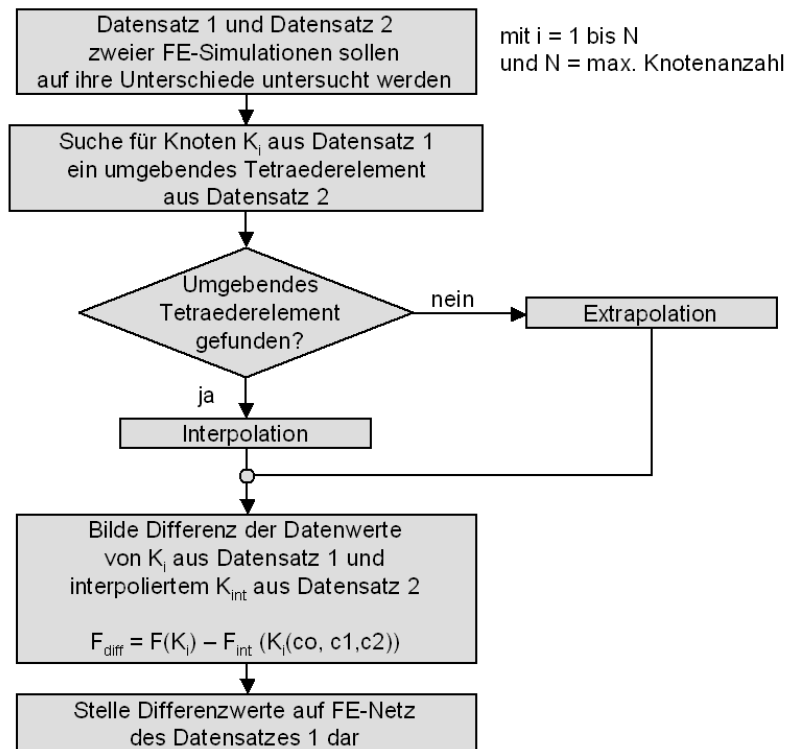 Datensatz 1 und Datensatz 2
zweier FE-Simulationen sollen
auf ihre Unterschiede untersucht werden
mit i = 1 bis N
und N = max. Knotenanzahl
Suche für Knoten Ki aus Datensatz 1
ein umgebendes Tetraederelement
aus Datensatz 2
Umgebendes
Tetraederelement
gefunden?
nein
Extrapolation
ja
Interpolation
Bilde Differenz der Datenwerte
von Ki aus Datensatz 1 und
interpoliertem Kint aus Datensatz 2
Fdiff = F(Ki) – Fint (Ki(co, c1,c2))
Stelle Differenzwerte auf FE-Netz
des Datensatzes 1 dar